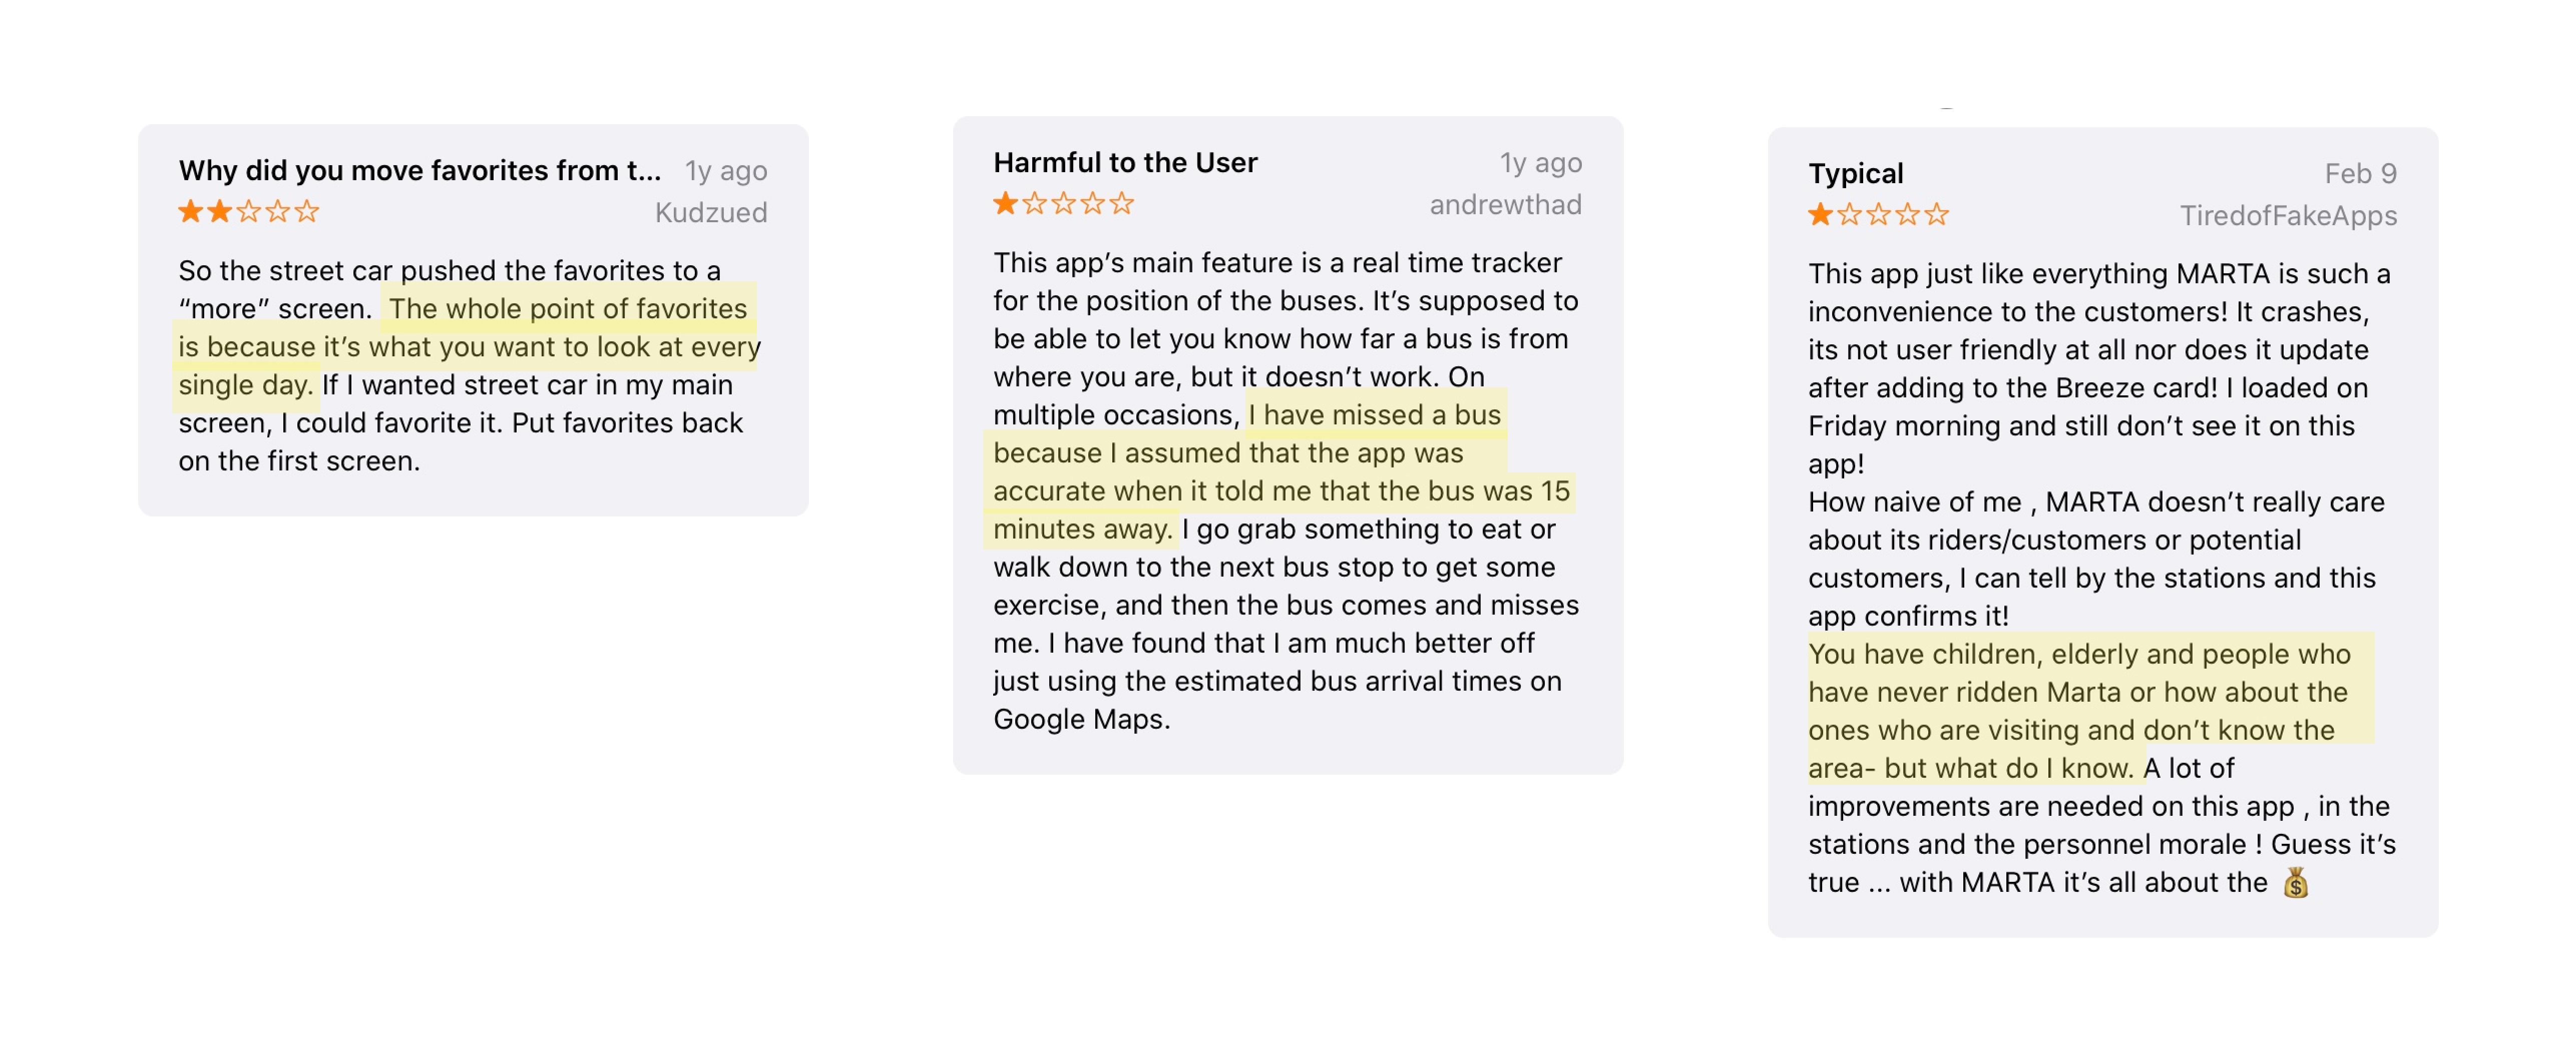 Why did you move favorites from t... 1y ago
Kudzued
So the street car pushed the favorites to a
“more” screen. The whole point of favorites
is because it’s what you want to look at every
single day. If I wanted street car in my main
screen, I could favorite it. Put favorites back
on the first screen.
Harmful to the User 1y ago
andrewthad
This app’s main feature is a real time tracker
for the position of the buses. It’s supposed to
be able to let you know how far a bus is from
where you are, but it doesn’t work. On
multiple occasions, I have missed a bus
because I assumed that the app was
accurate when it told me that the bus was 15
minutes away. I go grab something to eat or
walk down to the next bus stop to get some
exercise, and then the bus comes and misses
me. I have found that I am much better off
just using the estimated bus arrival times on
Google Maps.
Typical Feb 9
TiredofFakeApps
This app just like everything MARTA is such a
inconvenience to the customers! It crashes,
its not user friendly at all nor does it update
after adding to the Breeze card! I loaded on
Friday morning and still don’t see it on this
app!
How naive of me , MARTA doesn’t really care
about its riders/customers or potential
customers, I can tell by the stations and this
app confirms it!
You have children, elderly and people who
have never ridden Marta or how about the
ones who are visiting and don’t know the
area- but what do I know. A lot of
improvements are needed on this app , in the
stations and the personnel morale ! Guess it’s
true ... with MARTA it’s all about the 💰